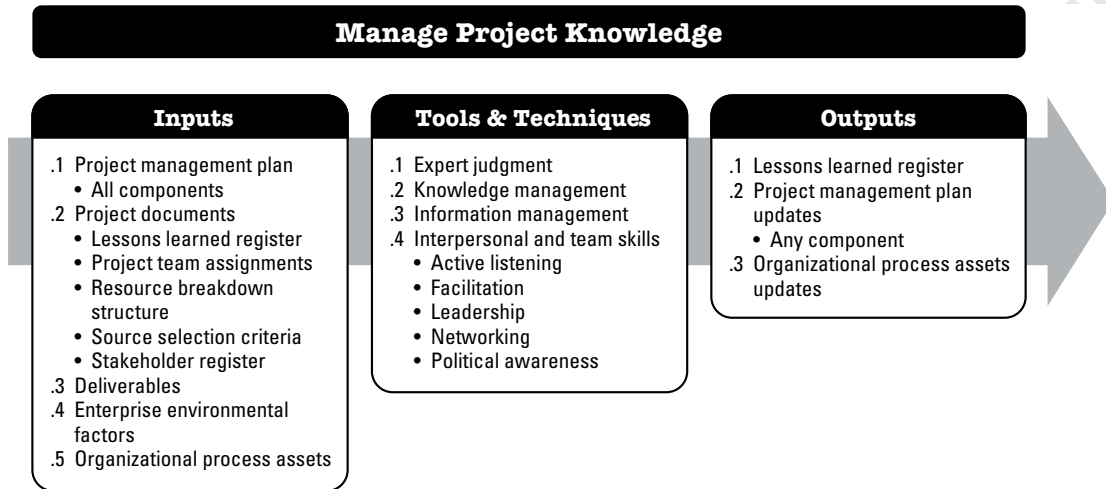 Manage Project Knowledge
Inputs
.1 Project management plan
• All components
.2 Project documents
• Lessons learned register
• Project team assignments
• Resource breakdown
structure
• Source selection criteria
• Stakeholder register
.3 Deliverables
.4 Enterprise environmental
factors
.5 Organizational process assets
Tools & Techniques
.1 Expert judgment
.2 Knowledge management
.3 Information management
.4 Interpersonal and team skills
• Active listening
• Facilitation
• Leadership
• Networking
• Political awareness
Outputs
.1 Lessons learned register
.2 Project management plan
updates
• Any component
.3 Organizational process assets
updates